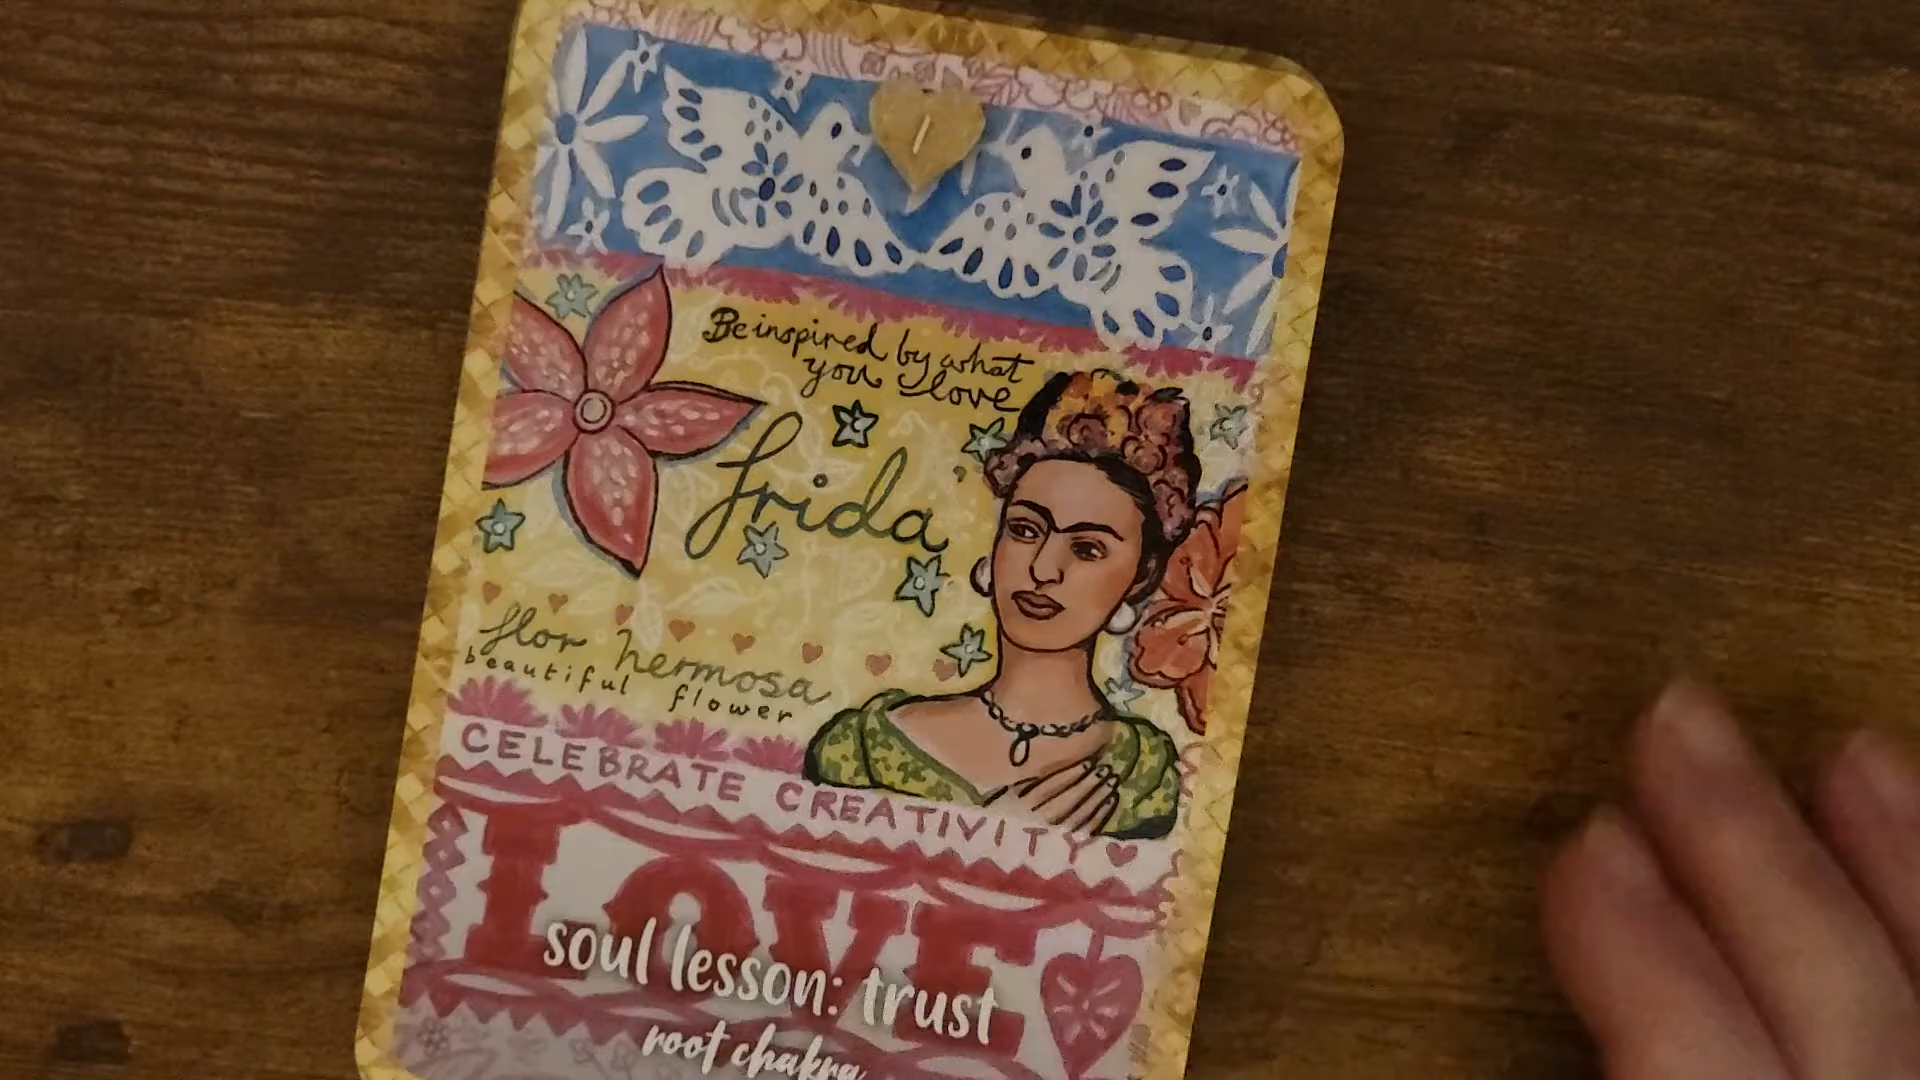 Be inspired by what
you love
frida
flor hermosa
beautiful flower
CELEBRATE CREATIVITY
LOVE
soul lesson: trust
root chakra